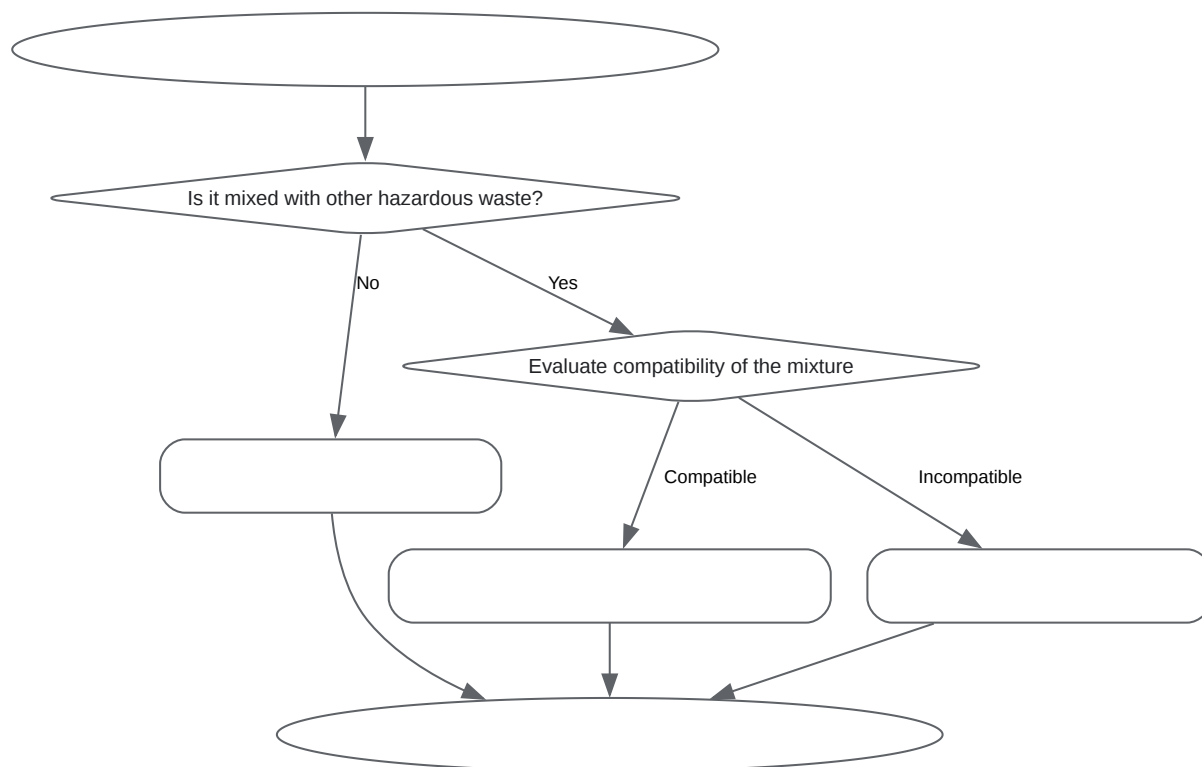 Is it mixed with other hazardous waste?
No
Yes
Evaluate compatibility of the mixture
Compatible
Incompatible